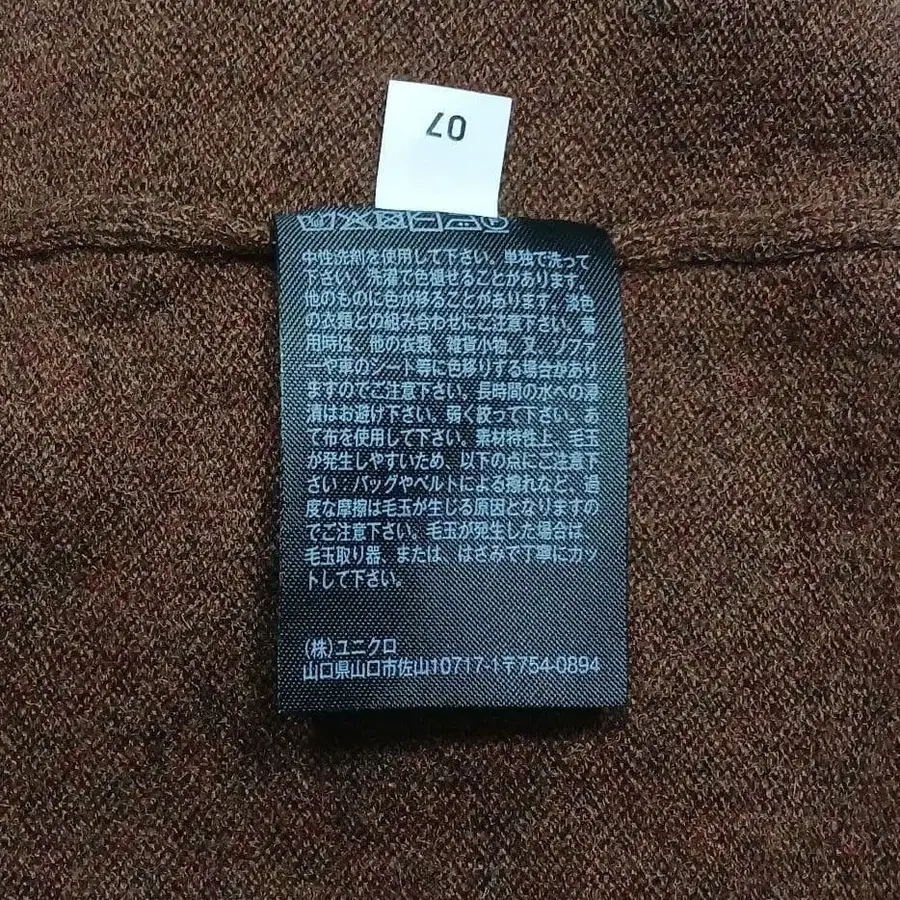 07
中性洗剤を使用して下さい。単独で洗って
下さい。洗濯で色褪せることがあります。
他のものに色が移ることがあります。淡色
の衣類との組み合わせにご注意下さい。着
用時は、他の衣類、雑貨小物、又、ソファ
ーや車のシート等に色移りする場合があり
ますのでご注意下さい。長時間の水への浸
漬はお避け下さい。弱く絞って下さい。あ
て布を使用して下さい。素材特性上、毛玉
が発生しやすいため、以下の点にご注意下
さい：バッグやベルトによる擦れなど、過
度な摩擦は毛玉が生じる原因となりますの
でご注意下さい。毛玉が発生した場合は
毛玉取り器、または、はさみで丁寧にカッ
トして下さい。
(株)ユニクロ
山口県山口市佐山10717-1〒754-0894